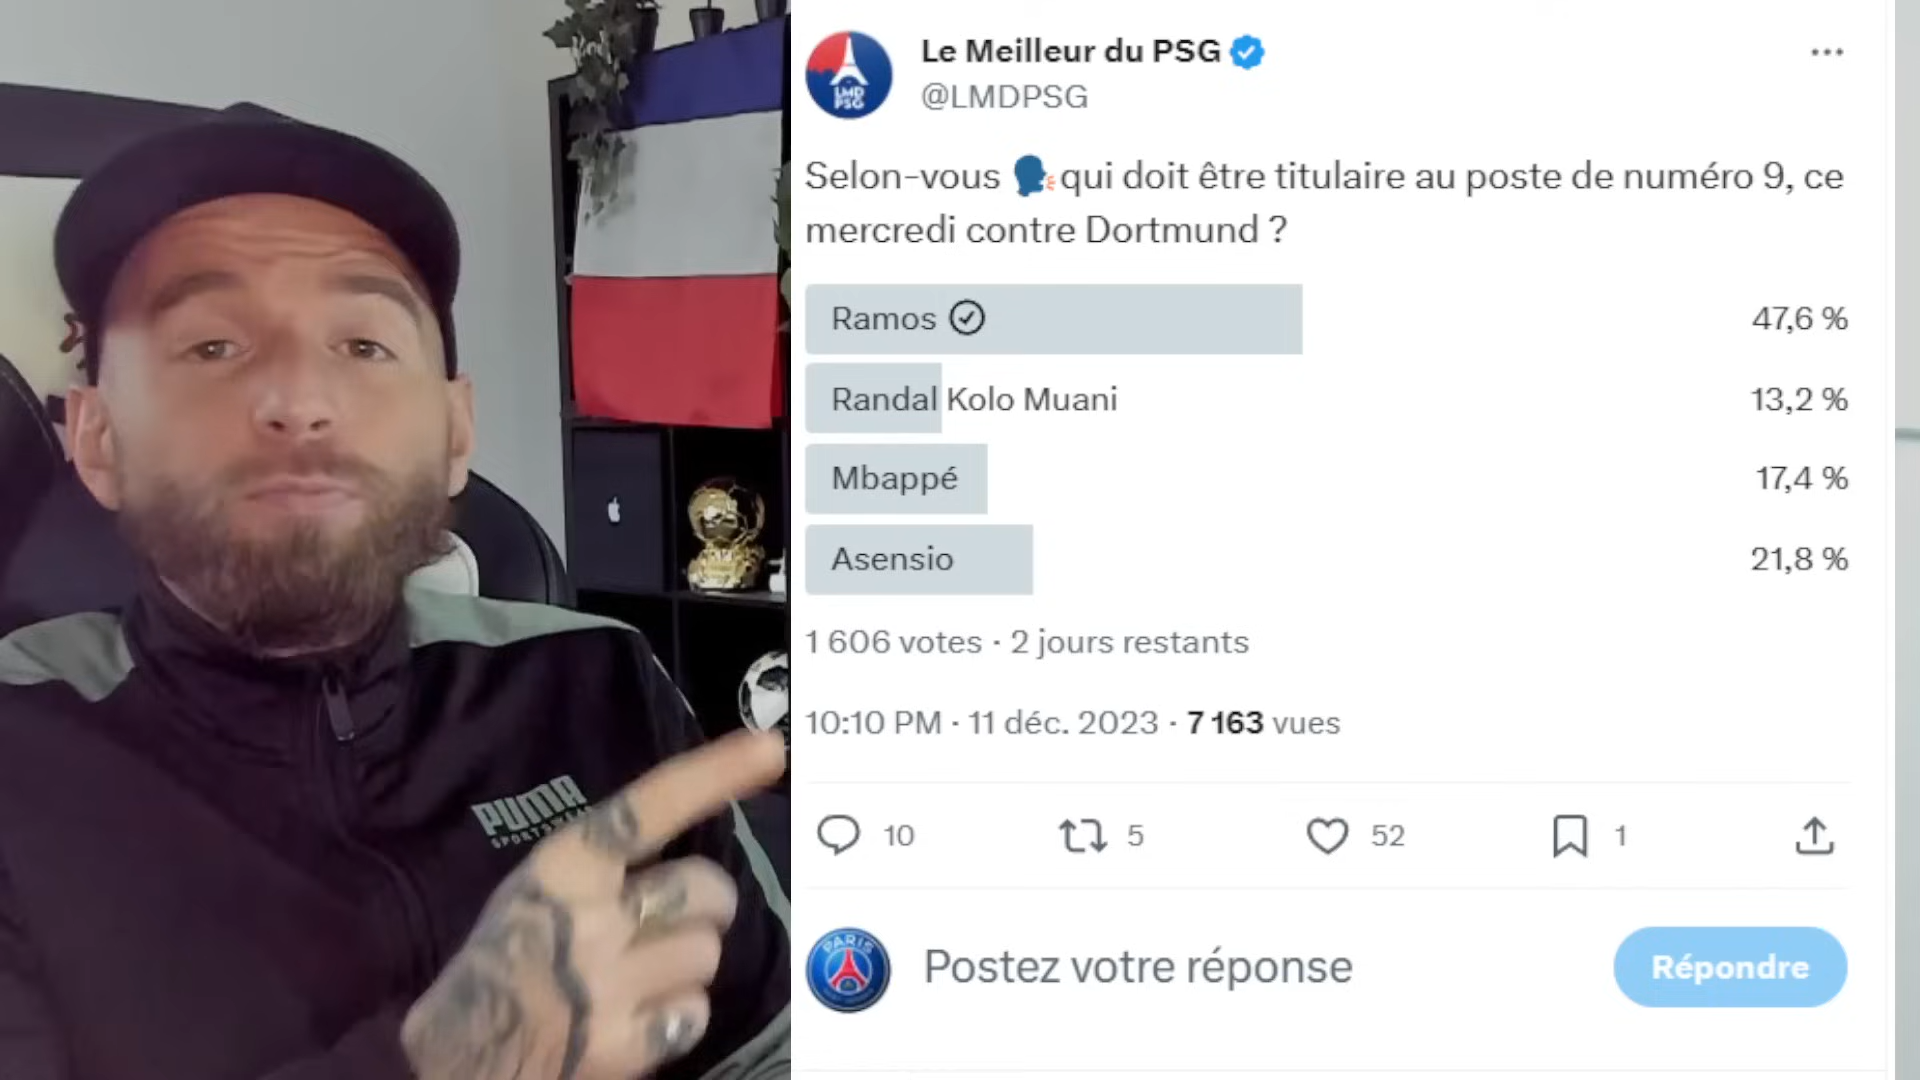 Le Meilleur du PSG
@LMDPSG
LMD
PSG
Selon-vous 🗣qui doit être titulaire au poste de numéro 9, ce
mercredi contre Dortmund ?
Ramos 47,6 %
Randal Kolo Muani 13,2 %
Mbappé 17,4 %
Asensio 21,8 %
1 606 votes · 2 jours restants
10:10 PM · 11 déc. 2023 · 7 163 vues
10 5 52 1
PARIS
Postez votre réponse
Répondre
PUMA